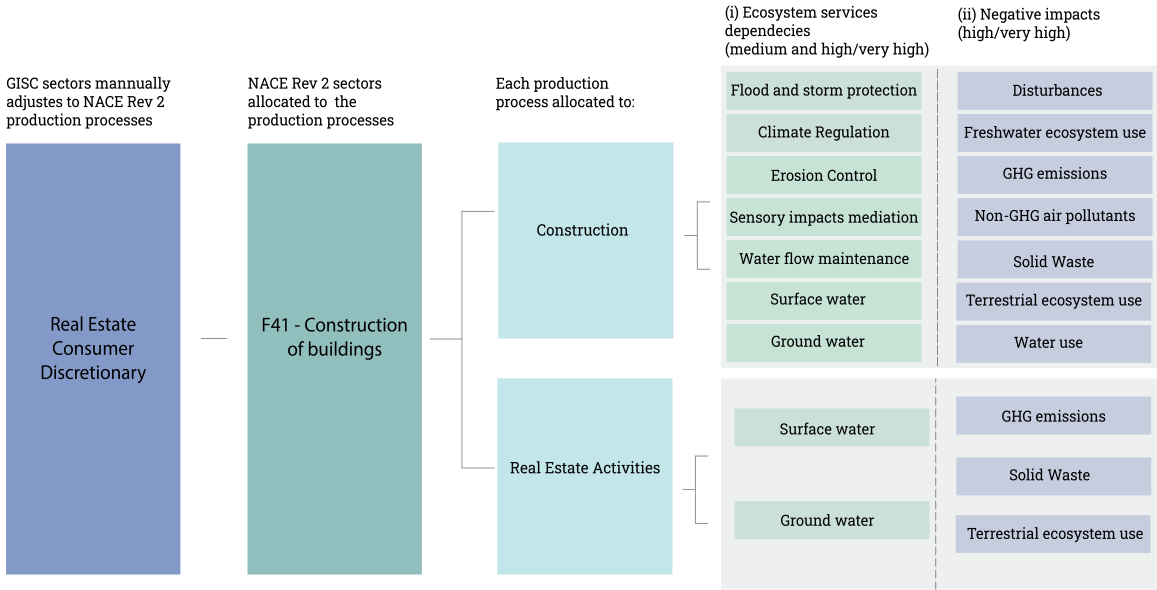 GISC sectors mannually
adjustes to NACE Rev 2
production processes
NACE Rev 2 sectors
allocated to the
production processes
Each production
process allocated to:
(i) Ecosystem services
dependecies
(medium and high/very high)
(ii) Negative impacts
(high/very high)
Real Estate
Consumer
Discretionary
F41 - Construction
of buildings
Construction
Flood and storm protection
Climate Regulation
Erosion Control
Sensory impacts mediation
Water flow maintenance
Surface water
Ground water
Disturbances
Freshwater ecosystem use
GHG emissions
Non-GHG air pollutants
Solid Waste
Terrestrial ecosystem use
Water use
Real Estate Activities
Surface water
Ground water
GHG emissions
Solid Waste
Terrestrial ecosystem use